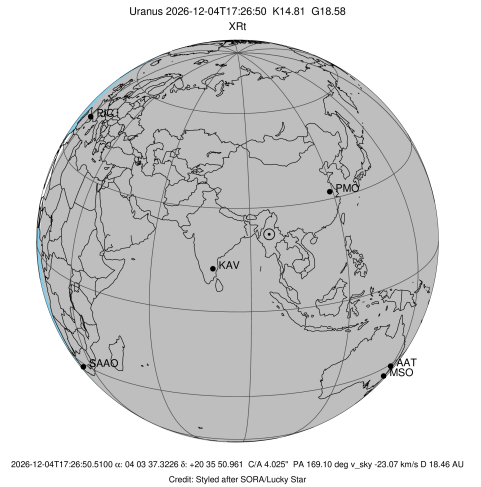 Uranus 2026-12-04T17:26:50 K14.81 G18.58
XRt
RIG
PMO
KAV
SAAO
AAT
MSO
2026-12-04T17:26:50.5100 α: 04 03 37.3226 δ: +20 35 50.961 C/A 4.025" PA 169.10 deg v_sky -23.07 km/s D 18.46 AU
Credit: Styled after SORA/Lucky Star